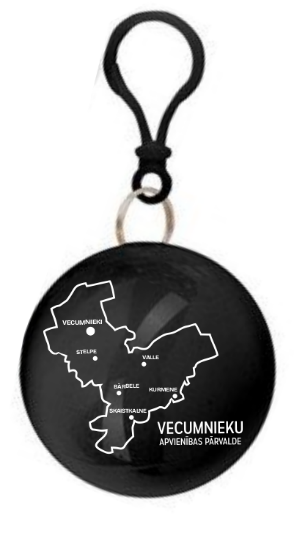 VECUMNIEKI
STELPE
VALLE
BĀRBELE
KURMENE
SKAISTKALNE
VECUMNIEKU
APVIENĪBAS PĀRVALDE